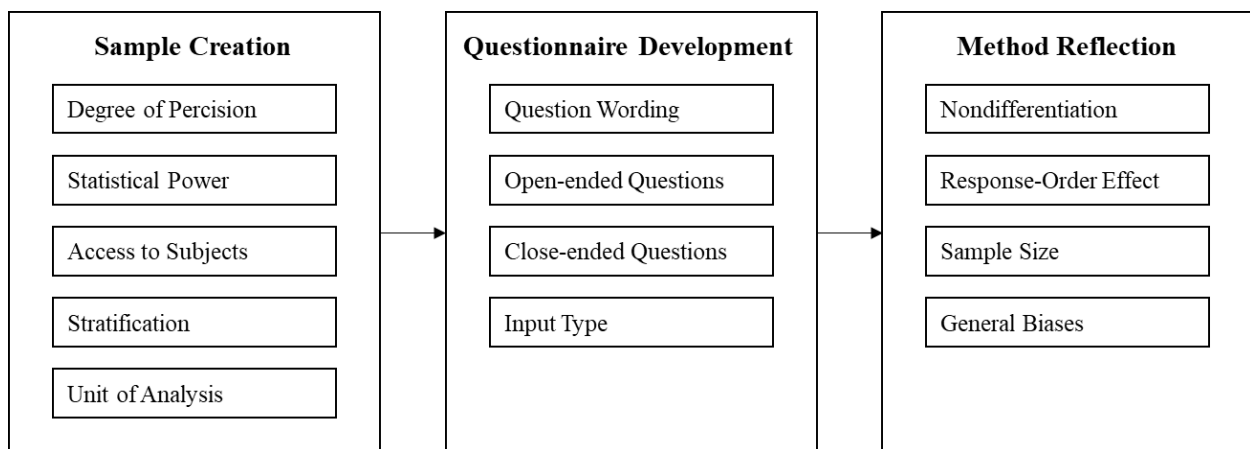 Sample Creation
Degree of Percision
Statistical Power
Access to Subjects
Stratification
Unit of Analysis
Questionnaire Development
Question Wording
Open-ended Questions
Close-ended Questions
Input Type
Method Reflection
Nondifferentiation
Response-Order Effect
Sample Size
General Biases